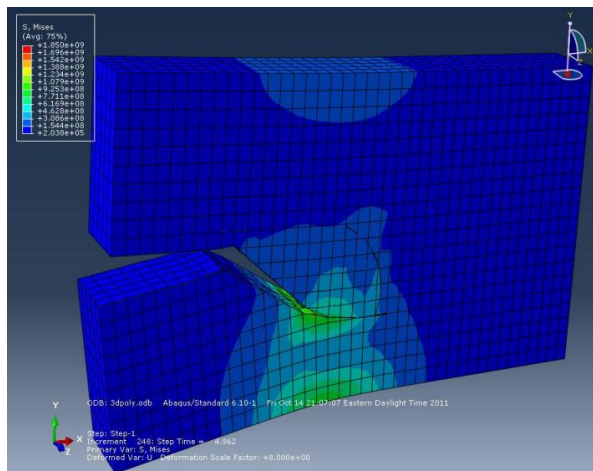 S, Mises
(Avg: 75%)
+1.850e+09
+1.696e+09
+1.542e+09
+1.388e+09
+1.234e+09
+1.079e+09
+9.253e+08
+7.711e+08
+6.169e+08
+4.628e+08
+3.086e+08
+1.544e+08
+2.038e+05
Y
X
Z
ODB: 3dpoly.odb Abaqus/Standard 6.10-1 Fri Oct 14 21:07:07 Eastern Daylight Time 2011
Y
X
Z
Step: Step-1
Increment 248: Step Time = 4.962
Primary Var: S, Mises
Deformed Var: U Deformation Scale Factor: +8.000e+00